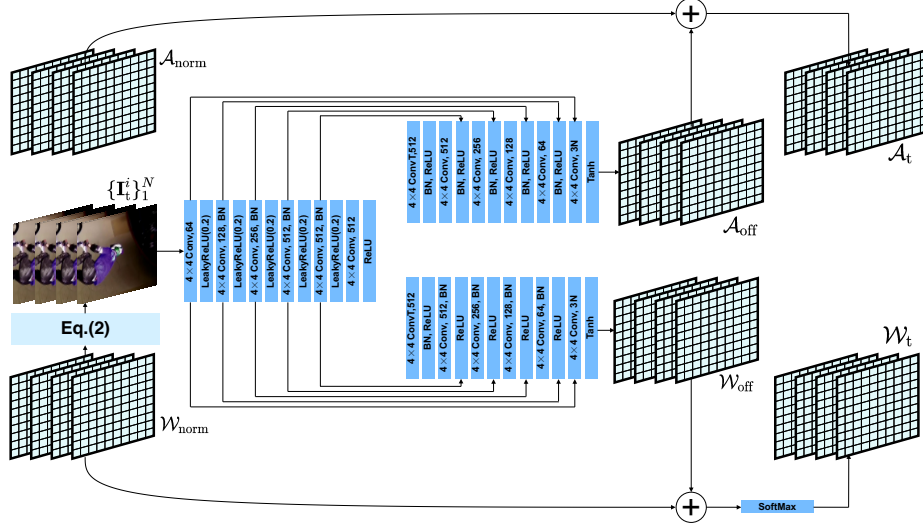 +
𝒜_norm
𝒜_t
{𝐈_t^i}_1^N
4×4 ConvT,512
BN, ReLU
4×4 Conv, 512
BN, ReLU
4×4 Conv, 256
BN, ReLU
4×4 Conv, 128
BN, ReLU
4×4 Conv, 64
BN, ReLU
4×4 Conv, 3N
Tanh
𝒜_off
4×4 Conv,64
LeakyReLU(0.2)
4×4 Conv, 128, BN
LeakyReLU(0.2)
4×4 Conv, 256, BN
LeakyReLU(0.2)
4×4 Conv, 512, BN
LeakyReLU(0.2)
4×4 Conv, 512, BN
LeakyReLU(0.2)
4×4 Conv, 512
ReLU
Eq.(2)
4×4 ConvT,512
BN, ReLU
4×4 Conv, 512, BN
ReLU
4×4 Conv, 256, BN
ReLU
4×4 Conv, 128, BN
ReLU
4×4 Conv, 64, BN
ReLU
4×4 Conv, 3N
Tanh
𝒲_off
𝒲_t
𝒲_norm
+
SoftMax